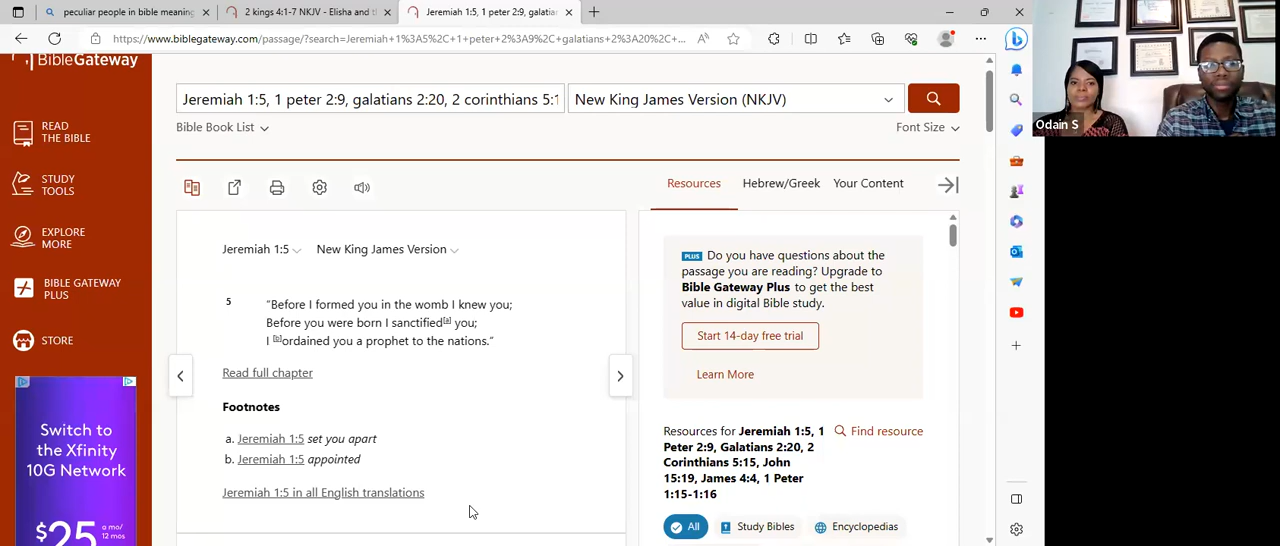 peculiar people in bible meaning
2 kings 4:1-7 NKJV - Elisha and th
Jeremiah 1:5, 1 peter 2:9, galatia
https://www.biblegateway.com/passage/?search=Jeremiah+1%3A5%2C+1+peter+2%3A9%2C+galatians+2%3A20%2C+...
BibleGateway
READ
THE BIBLE
STUDY
TOOLS
EXPLORE
MORE
BIBLE GATEWAY
PLUS
STORE
Switch to
the Xfinity
10G Network
$25 a mo/
12 mos
Jeremiah 1:5, 1 peter 2:9, galatians 2:20, 2 corinthians 5:1
New King James Version (NKJV)
Bible Book List
Font Size
Resources
Hebrew/Greek
Your Content
Jeremiah 1:5
New King James Version
5 “Before I formed you in the womb I knew you;
Before you were born I sanctified[a] you;
I [b]ordained you a prophet to the nations.”
Read full chapter
Footnotes
a. Jeremiah 1:5 set you apart
b. Jeremiah 1:5 appointed
Jeremiah 1:5 in all English translations
PLUS Do you have questions about the
passage you are reading? Upgrade to
Bible Gateway Plus to get the best
value in digital Bible study.
Start 14-day free trial
Learn More
Resources for Jeremiah 1:5, 1
Peter 2:9, Galatians 2:20, 2
Corinthians 5:15, John
15:19, James 4:4, 1 Peter
1:15-1:16
Find resource
All
Study Bibles
Encyclopedias
Odain S